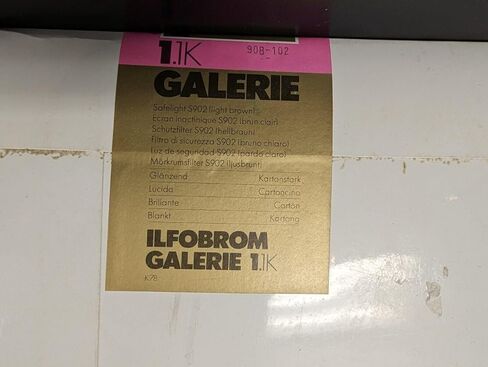 1.1K 90B-102
GALERIE
Safelight S902 (light brown)
Ecran inactinique S902 (brun clair)
Schutzfilter S902 (hellbraun)
Filtro di sicurezza S902 (bruno chiaro)
Luz de seguridad S902 (pardo claro)
Mörkrumsfilter S902 (ljusbrunt)
Glänzend Kartonstark
Lucida Cartoncino
Brillante Cartón
Blankt Kartong
ILFOBROM
GALERIE 1.1K
K78